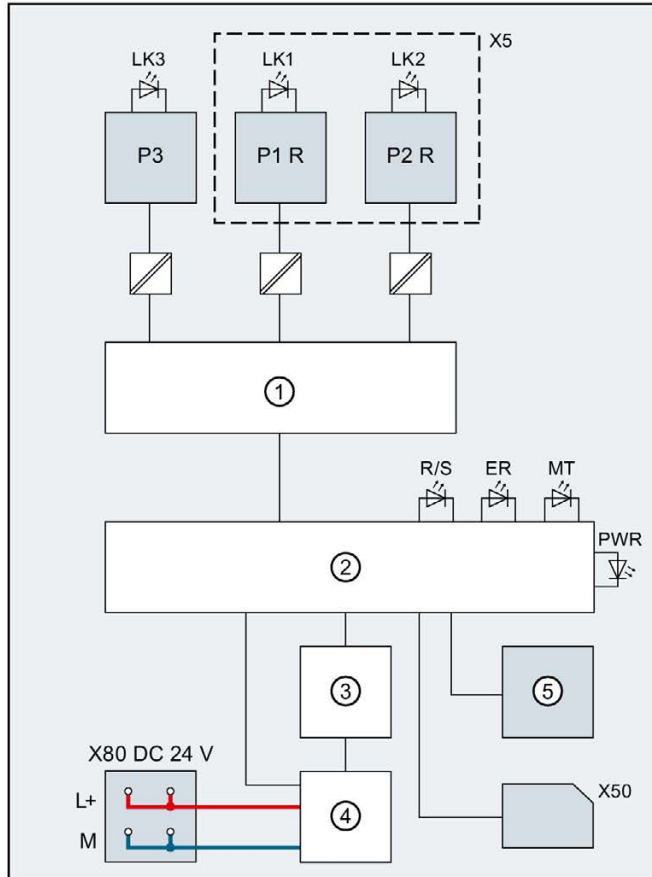 X5
LK3 LK1 LK2
P3 P1 R P2 R
①
R/S ER MT
PWR
②
③ ⑤
X80 DC 24 V
X50
L+
④
M